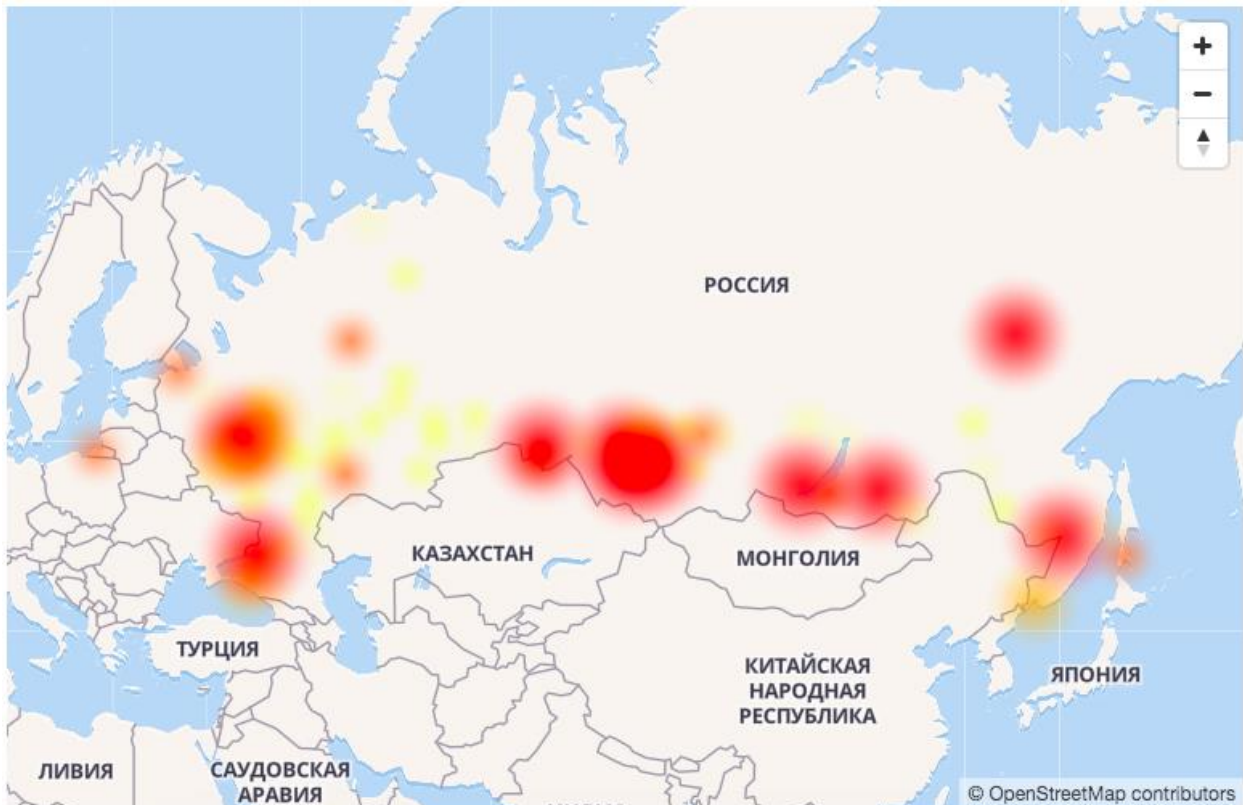 +
−
РОССИЯ
КАЗАХСТАН
МОНГОЛИЯ
ТУРЦИЯ
КИТАЙСКАЯ
НАРОДНАЯ
РЕСПУБЛИКА
ЯПОНИЯ
ЛИВИЯ
САУДОВСКАЯ
АРАВИЯ
© OpenStreetMap contributors